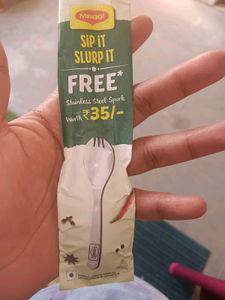 Maggi
SIP IT
SLURP IT
FREE*
Stainless Steel Spork
Worth ₹35/-